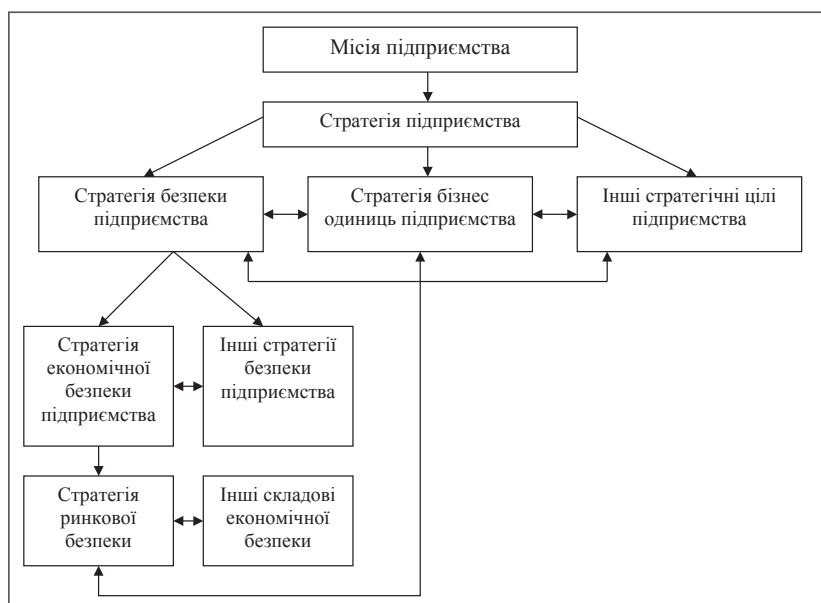 Місія підприємства
Стратегія підприємства
Стратегія безпеки
підприємства
Стратегія бізнес
одиниць підприємства
Інші стратегічні цілі
підприємства
Стратегія
економічної
безпеки
підприємства
Інші стратегії
безпеки
підприємства
Стратегія
ринкової
безпеки
Інші складові
економічної
безпеки